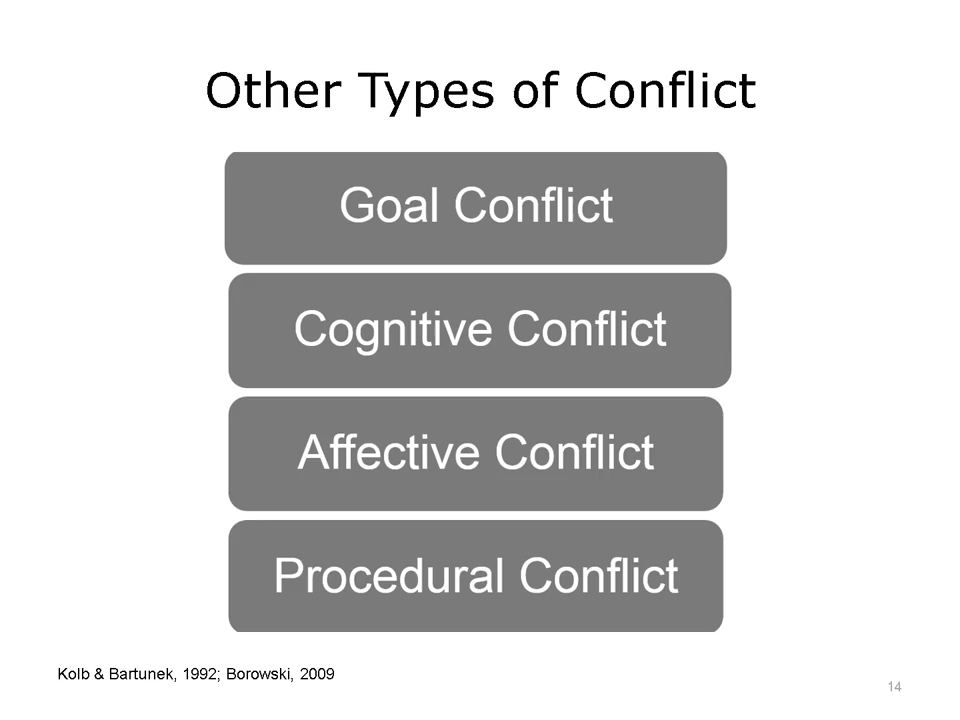 Other Types of Conflict
Goal Conflict
Cognitive Conflict
Affective Conflict
Procedural Conflict
Kolb & Bartunek, 1992; Borowski, 2009
14